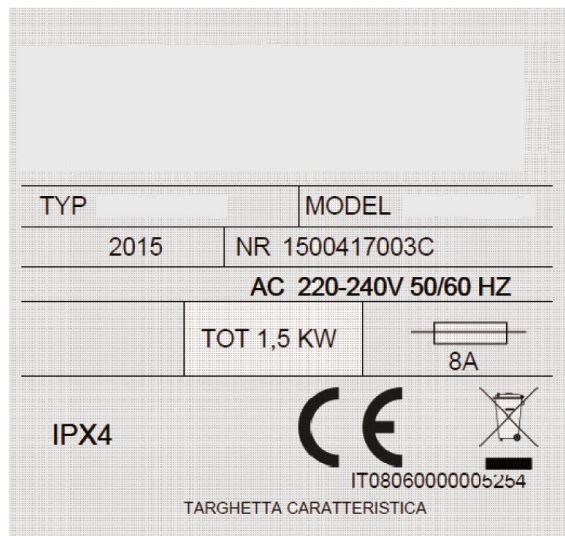 TYP MODEL
2015 NR 1500417003C
AC 220-240V 50/60 HZ
TOT 1,5 KW
8A
IPX4 CE
IT08060000005254
TARGHETTA CARATTERISTICA